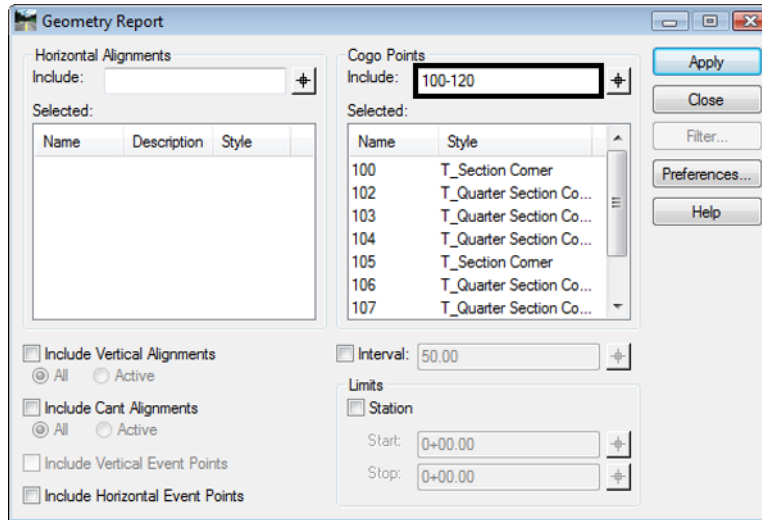 Geometry Report
Horizontal Alignments
Include:
Selected:
Name Description Style
Cogo Points
Include: 100-120
Selected:
Name Style
100 T_Section Corner
102 T_Quarter Section Co...
103 T_Quarter Section Co...
104 T_Quarter Section Co...
105 T_Section Corner
106 T_Quarter Section Co...
107 T_Quarter Section Co...
Apply
Close
Filter...
Preferences...
Help
Include Vertical Alignments
All Active
Include Cant Alignments
All Active
Include Vertical Event Points
Include Horizontal Event Points
Interval: 50.00
Limits
Station
Start: 0+00.00
Stop: 0+00.00